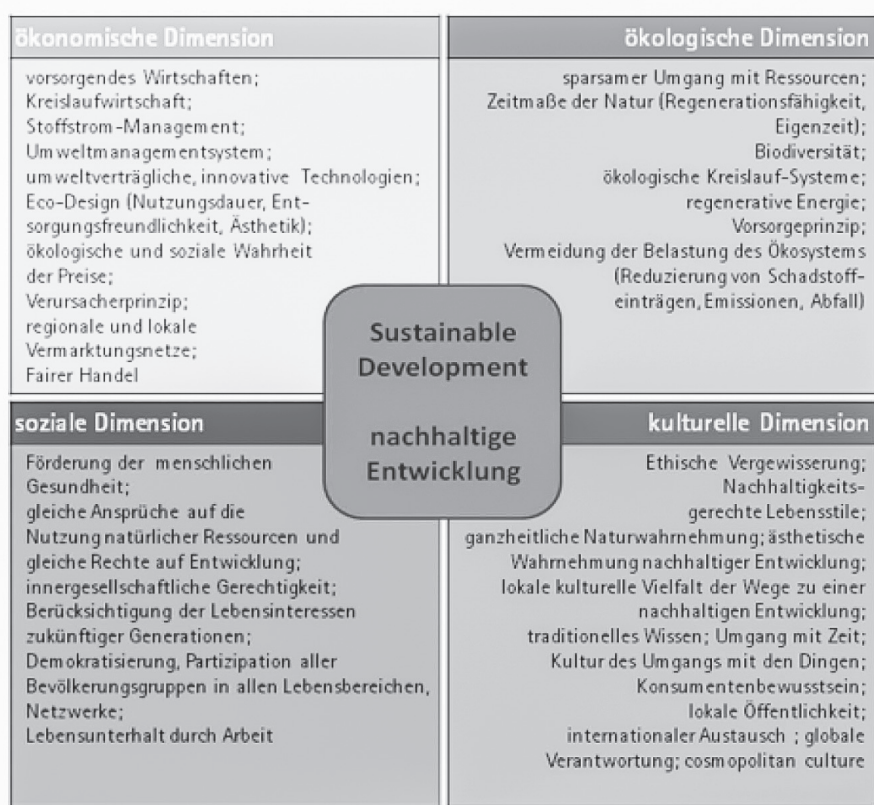 ökonomische Dimension
vorsorgendes Wirtschaften;
Kreislaufwirtschaft;
Stoffstrom-Management;
Umweltmanagementsystem;
umweltverträgliche, innovative Technologien;
Eco-Design (Nutzungsdauer, Ent-
sorgungsfreundlichkeit, Ästhetik);
ökologische und soziale Wahrheit
der Preise;
Verursacherprinzip;
regionale und lokale
Vermarktungsnetze;
Fairer Handel
ökologische Dimension
sparsamer Umgang mit Ressourcen;
Zeitmaße der Natur (Regenerationsfähigkeit,
Eigenzeit);
Biodiversität;
ökologische Kreislauf-Systeme;
regenerative Energie;
Vorsorgeprinzip;
Vermeidung der Belastung des Ökosystems
(Reduzierung von Schadstoff-
einträgen, Emissionen, Abfall)
Sustainable
Development
nachhaltige
Entwicklung
soziale Dimension
Förderung der menschlichen
Gesundheit;
gleiche Ansprüche auf die
Nutzung natürlicher Ressourcen und
gleiche Rechte auf Entwicklung;
innergesellschaftliche Gerechtigkeit;
Berücksichtigung der Lebensinteressen
zukünftiger Generationen;
Demokratisierung, Partizipation aller
Bevölkerungsgruppen in allen Lebensbereichen,
Netzwerke;
Lebensunterhalt durch Arbeit
kulturelle Dimension
Ethische Vergewisserung;
Nachhaltigkeits-
gerechte Lebensstile;
ganzheitliche Naturwahrnehmung; ästhetische
Wahrnehmung nachhaltiger Entwicklung;
lokale kulturelle Vielfalt der Wege zu einer
nachhaltigen Entwicklung;
traditionelles Wissen; Umgang mit Zeit;
Kultur des Umgangs mit den Dingen;
Konsumentenbewusstsein;
lokale Öffentlichkeit;
internationaler Austausch ; globale
Verantwortung; cosmopolitan culture